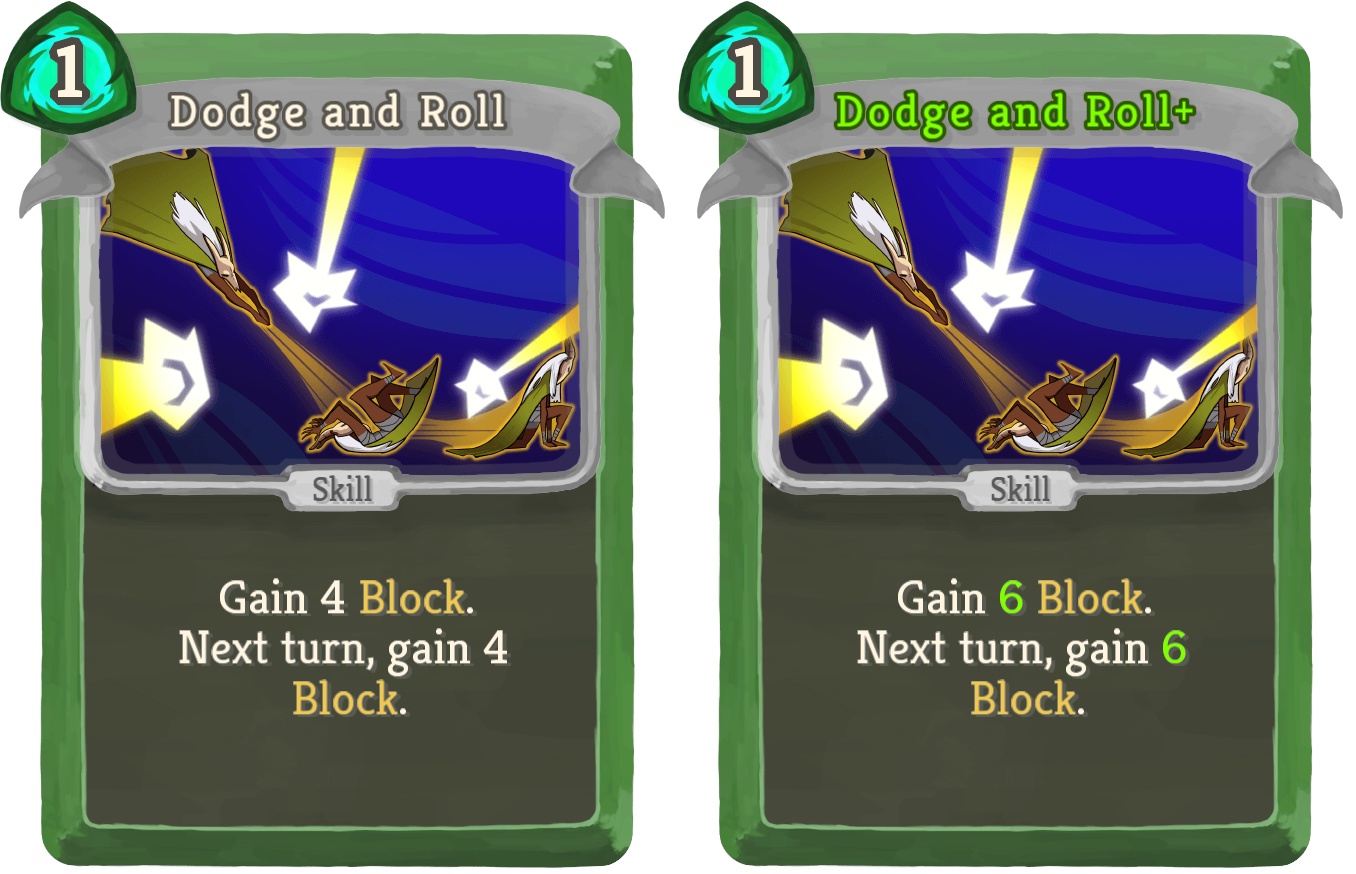 1
Dodge and Roll
Skill
Gain 4 Block.
Next turn, gain 4
Block.
1
Dodge and Roll+
Skill
Gain 6 Block.
Next turn, gain 6
Block.